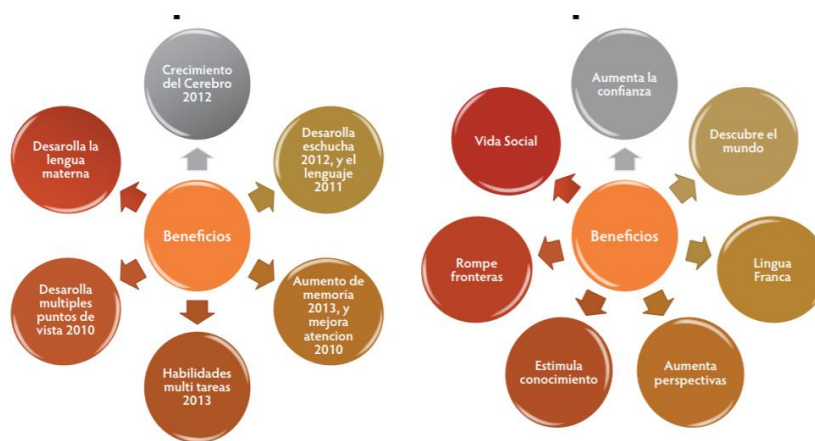 Crecimiento
del Cerebro
2012
Desarolla
eschucha
2012, y el
lenguaje
2011
Aumento de
memoria
2013, y
mejora
atencion
2010
Habilidades
multi tareas
2013
Desarolla
multiples
puntos de
vista 2010
Desarolla la
lengua
materna
Beneficios
Aumenta la
confianza
Descubre el
mundo
Lingua
Franca
Aumenta
perspectivas
Estimula
conocimiento
Rompe
fronteras
Vida Social
Beneficios